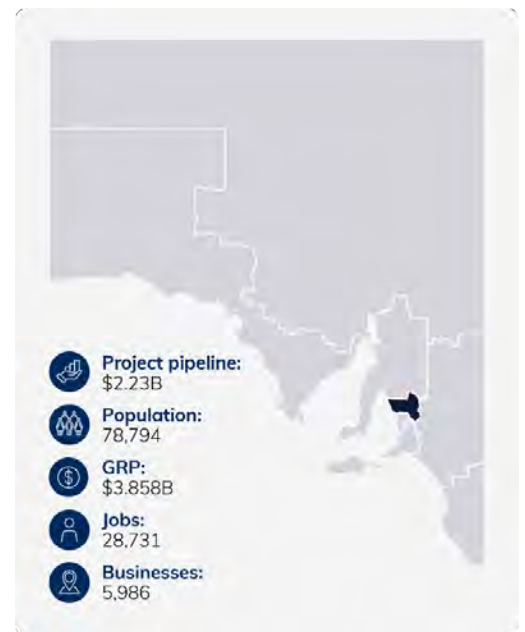 Project pipeline:
$2.23B
Population:
78,794
GRP:
$3.858B
Jobs:
28,731
Businesses:
5,986